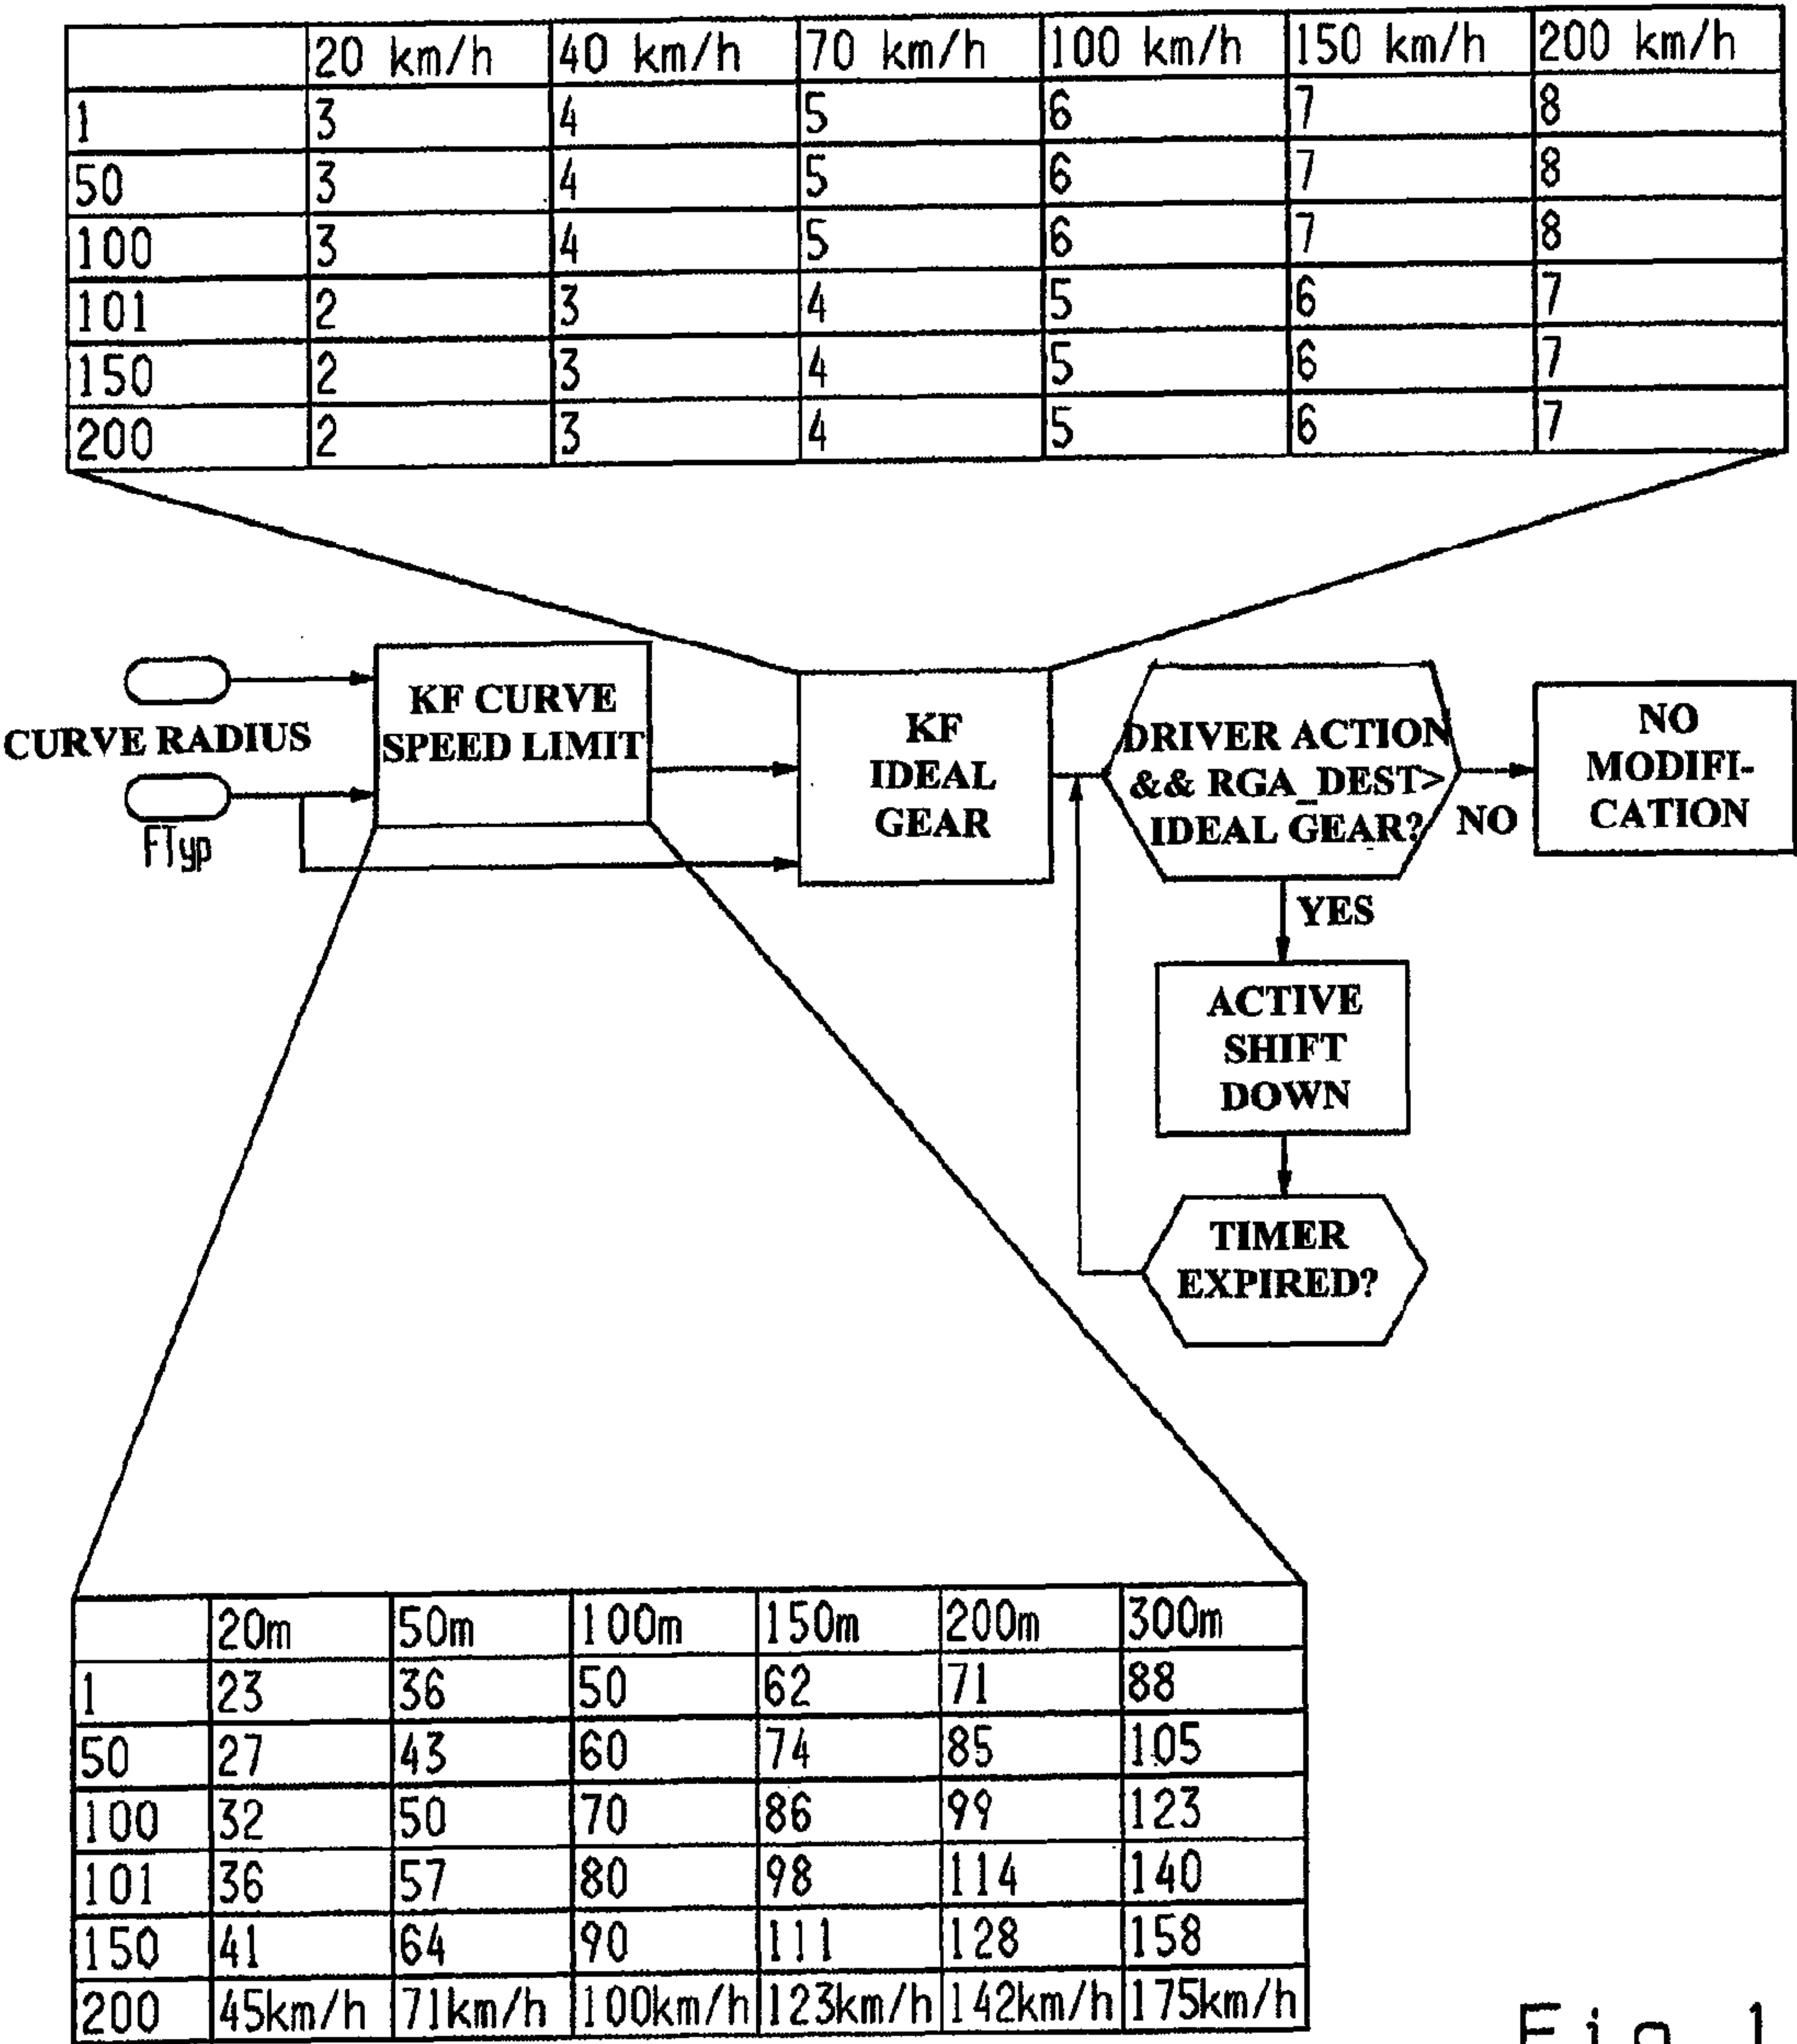 20 km/h 40 km/h 70 km/h 100 km/h 150 km/h 200 km/h
1 3 4 5 6 7 8
50 3 4 5 6 7 8
100 3 4 5 6 7 8
101 2 3 4 5 6 7
150 2 3 4 5 6 7
200 2 3 4 5 6 7
CURVE RADIUS
FTyp
KF CURVE
SPEED LIMIT
KF
IDEAL
GEAR
DRIVER ACTION
&& RGA_DEST>
IDEAL GEAR?
NO
NO
MODIFI-
CATION
YES
ACTIVE
SHIFT
DOWN
TIMER
EXPIRED?
20m 50m 100m 150m 200m 300m
1 23 36 50 62 71 88
50 27 43 60 74 85 105
100 32 50 70 86 99 123
101 36 57 80 98 114 140
150 41 64 90 111 128 158
200 45km/h 71km/h 100km/h 123km/h 142km/h 175km/h
Fig. 1